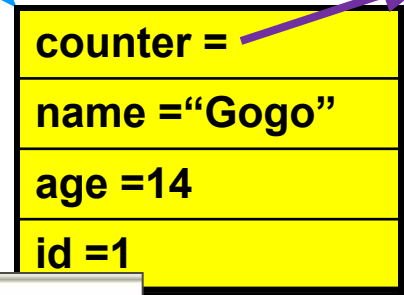 counter =
name =“Gogo”
age =14
id =1